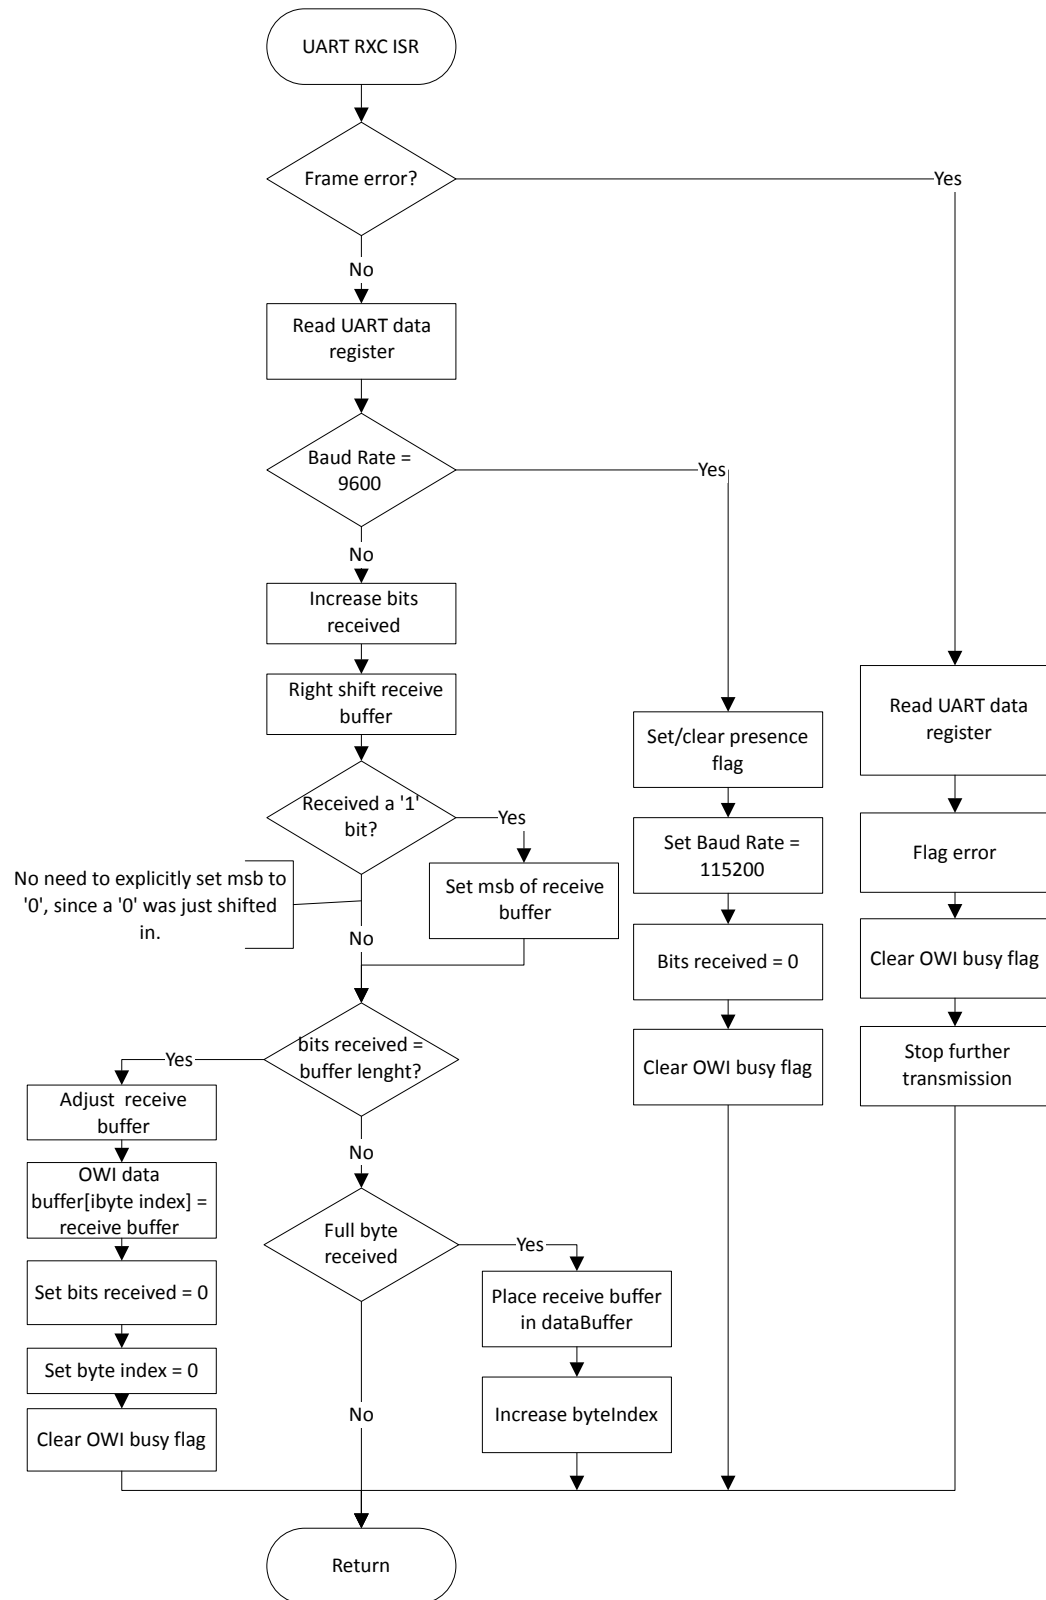 UART RXC ISR
Frame error?
Yes
No
Read UART data
register
Baud Rate =
9600
Yes
No
Increase bits
received
Right shift receive
buffer
Received a '1'
bit?
Yes
No need to explicitly set msb to
'0', since a '0' was just shifted
in.
Set msb of receive
buffer
No
Set/clear presence
flag
Set Baud Rate =
115200
Bits received = 0
Clear OWI busy flag
Read UART data
register
Flag error
Clear OWI busy flag
Stop further
transmission
bits received =
buffer lenght?
Yes
No
Adjust receive
buffer
OWI data
buffer[ibyte index] =
receive buffer
Set bits received = 0
Set byte index = 0
Clear OWI busy flag
Full byte
received
Yes
Place receive buffer
in dataBuffer
Increase byteIndex
No
Return